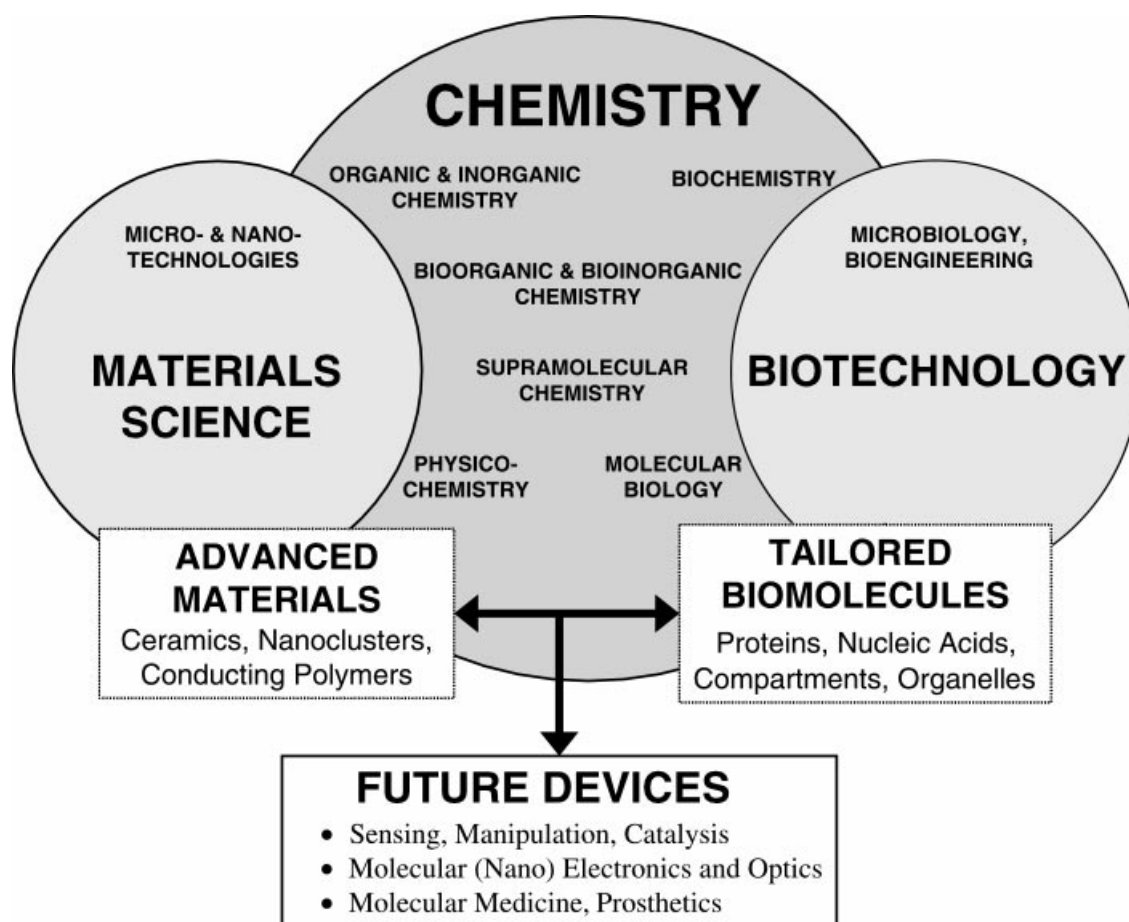 CHEMISTRY
ORGANIC & INORGANIC
CHEMISTRY
BIOCHEMISTRY
MICRO- & NANO-
TECHNOLOGIES
MICROBIOLOGY,
BIOENGINEERING
BIOORGANIC & BIOINORGANIC
CHEMISTRY
MATERIALS
SCIENCE
SUPRAMOLECULAR
CHEMISTRY
BIOTECHNOLOGY
PHYSICO-
CHEMISTRY
MOLECULAR
BIOLOGY
ADVANCED
MATERIALS
Ceramics, Nanoclusters,
Conducting Polymers
TAILORED
BIOMOLECULES
Proteins, Nucleic Acids,
Compartments, Organelles
FUTURE DEVICES
• Sensing, Manipulation, Catalysis
• Molecular (Nano) Electronics and Optics
• Molecular Medicine, Prosthetics